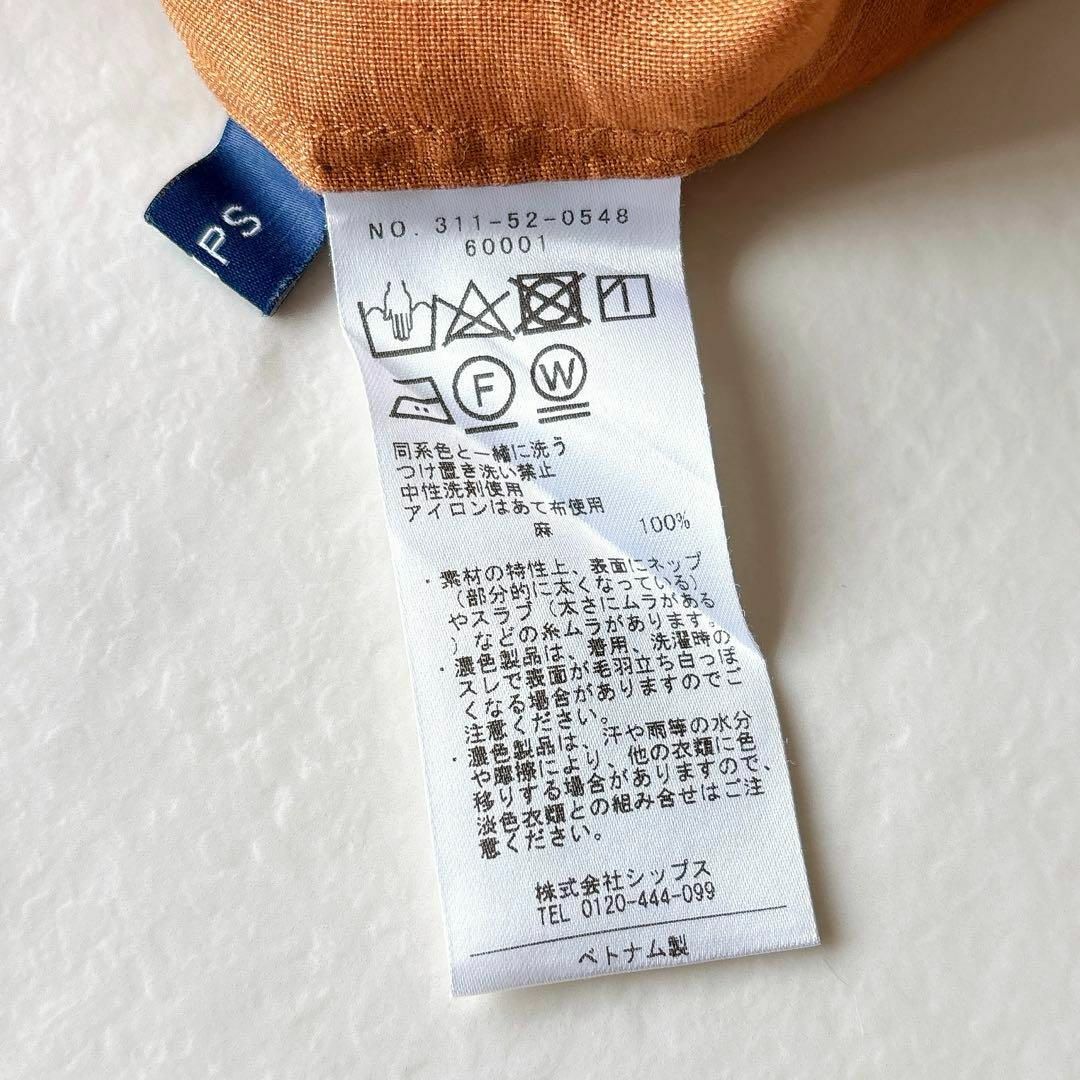 PS
NO. 311-52-0548
60001
F
W
同系色と一緒に洗う
つけ置き洗い禁止
中性洗剤使用
アイロンはあて布使用
麻 100%
・素材の特性上、表面にネップ
（部分的に太くなっている）
やスラブ（太さにムラがある
）などの糸ムラがあります。
・濃色製品は、着用、洗濯時の
スレで表面が毛羽立ち白っぽ
くなる場合がありますのでご
注意ください。
・濃色製品は、汗や雨等の水分
や摩擦により、他の衣類に色
移りする場合がありますので、
淡色衣類との組み合せはご注
意ください。
株式会社シップス
TEL 0120-444-099
ベトナム製